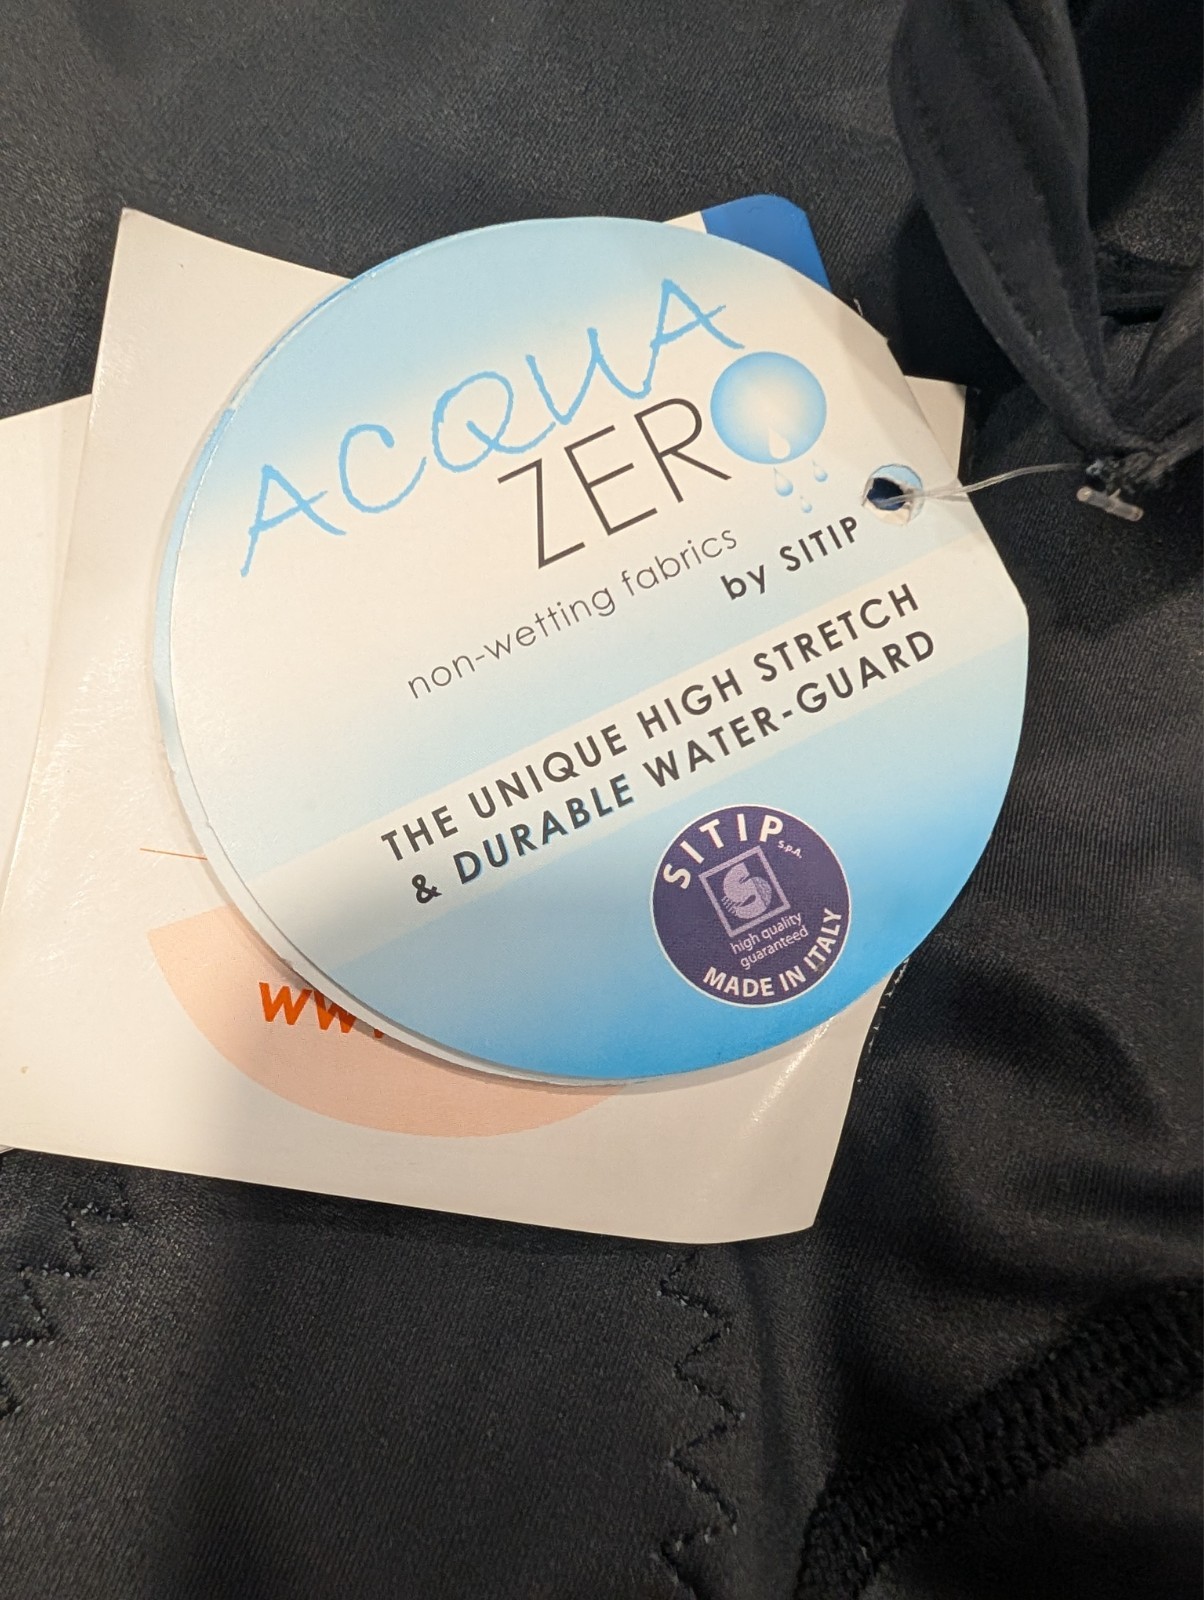 ACQUA
ZERO
non-wetting fabrics
by SITIP
THE UNIQUE HIGH STRETCH
& DURABLE WATER-GUARD
SITIP S.p.A.
S
high quality
guaranteed
MADE IN ITALY